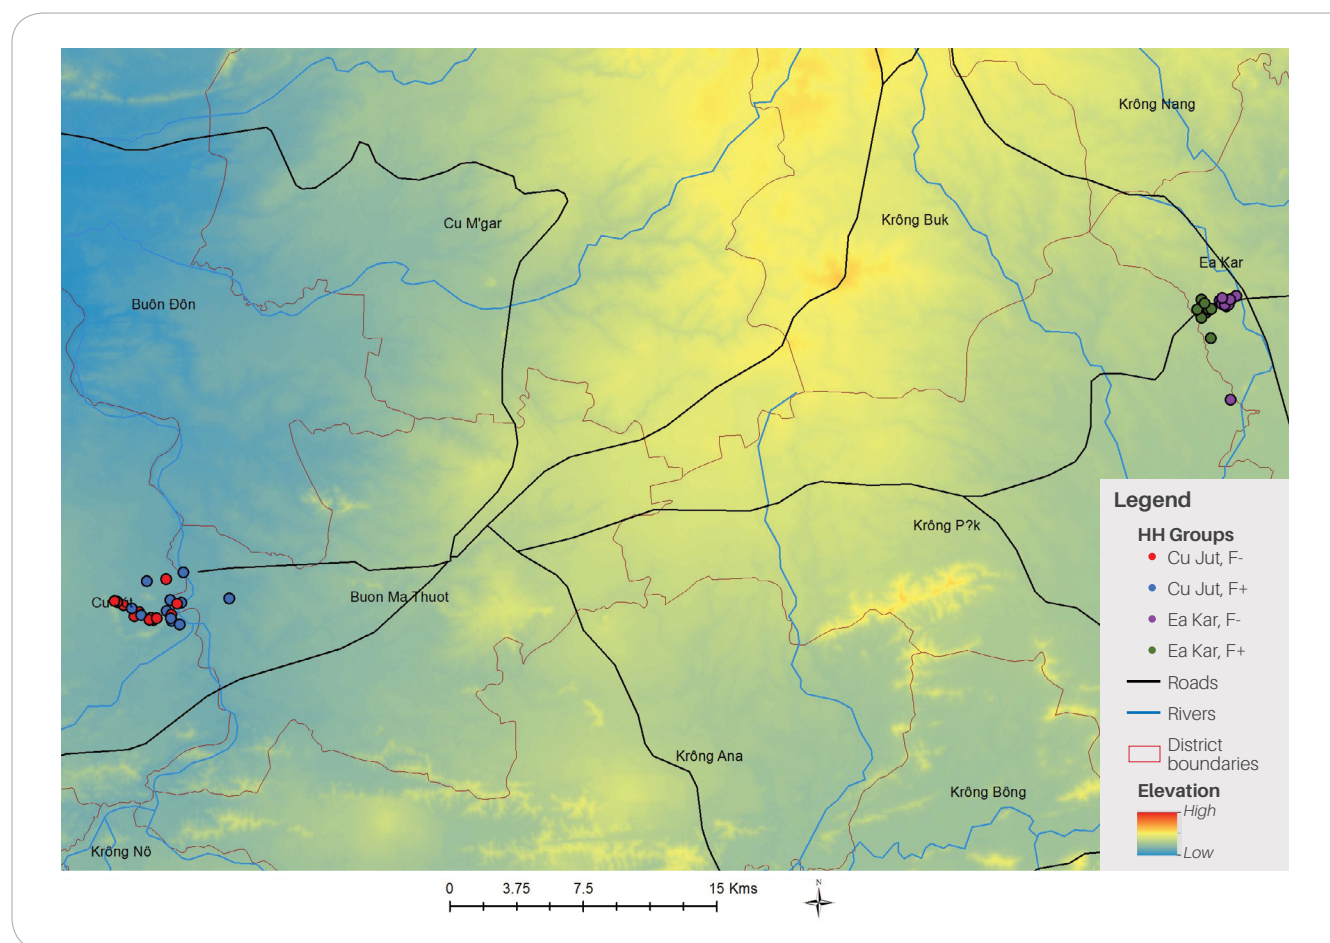 Krông Nang
Cu M'gar
Krông Buk
Ea Kar
Buôn Đôn
Krông P?k
Buon Ma Thuot
Krông Ana
Krông Bông
Krông Nô
Legend
HH Groups
Cu Jut, F-
Cu Jut, F+
Ea Kar, F-
Ea Kar, F+
Roads
Rivers
District
boundaries
Elevation
High
Low
0 3.75 7.5 15 Kms
N